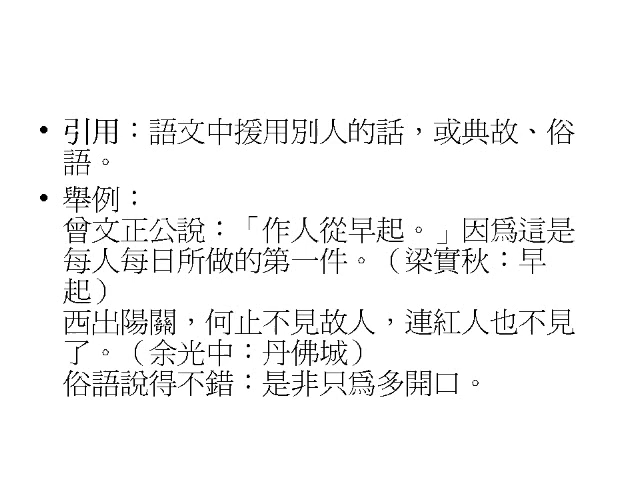 • 引用：語文中援用別人的話，或典故、俗
語。
• 舉例：
曾文正公說：「作人從早起。」因爲這是
每人每日所做的第一件。（梁實秋：早
起）
西出陽關，何止不見故人，連紅人也不見
了。（余光中：丹佛城）
俗語說得不錯：是非只爲多開口。